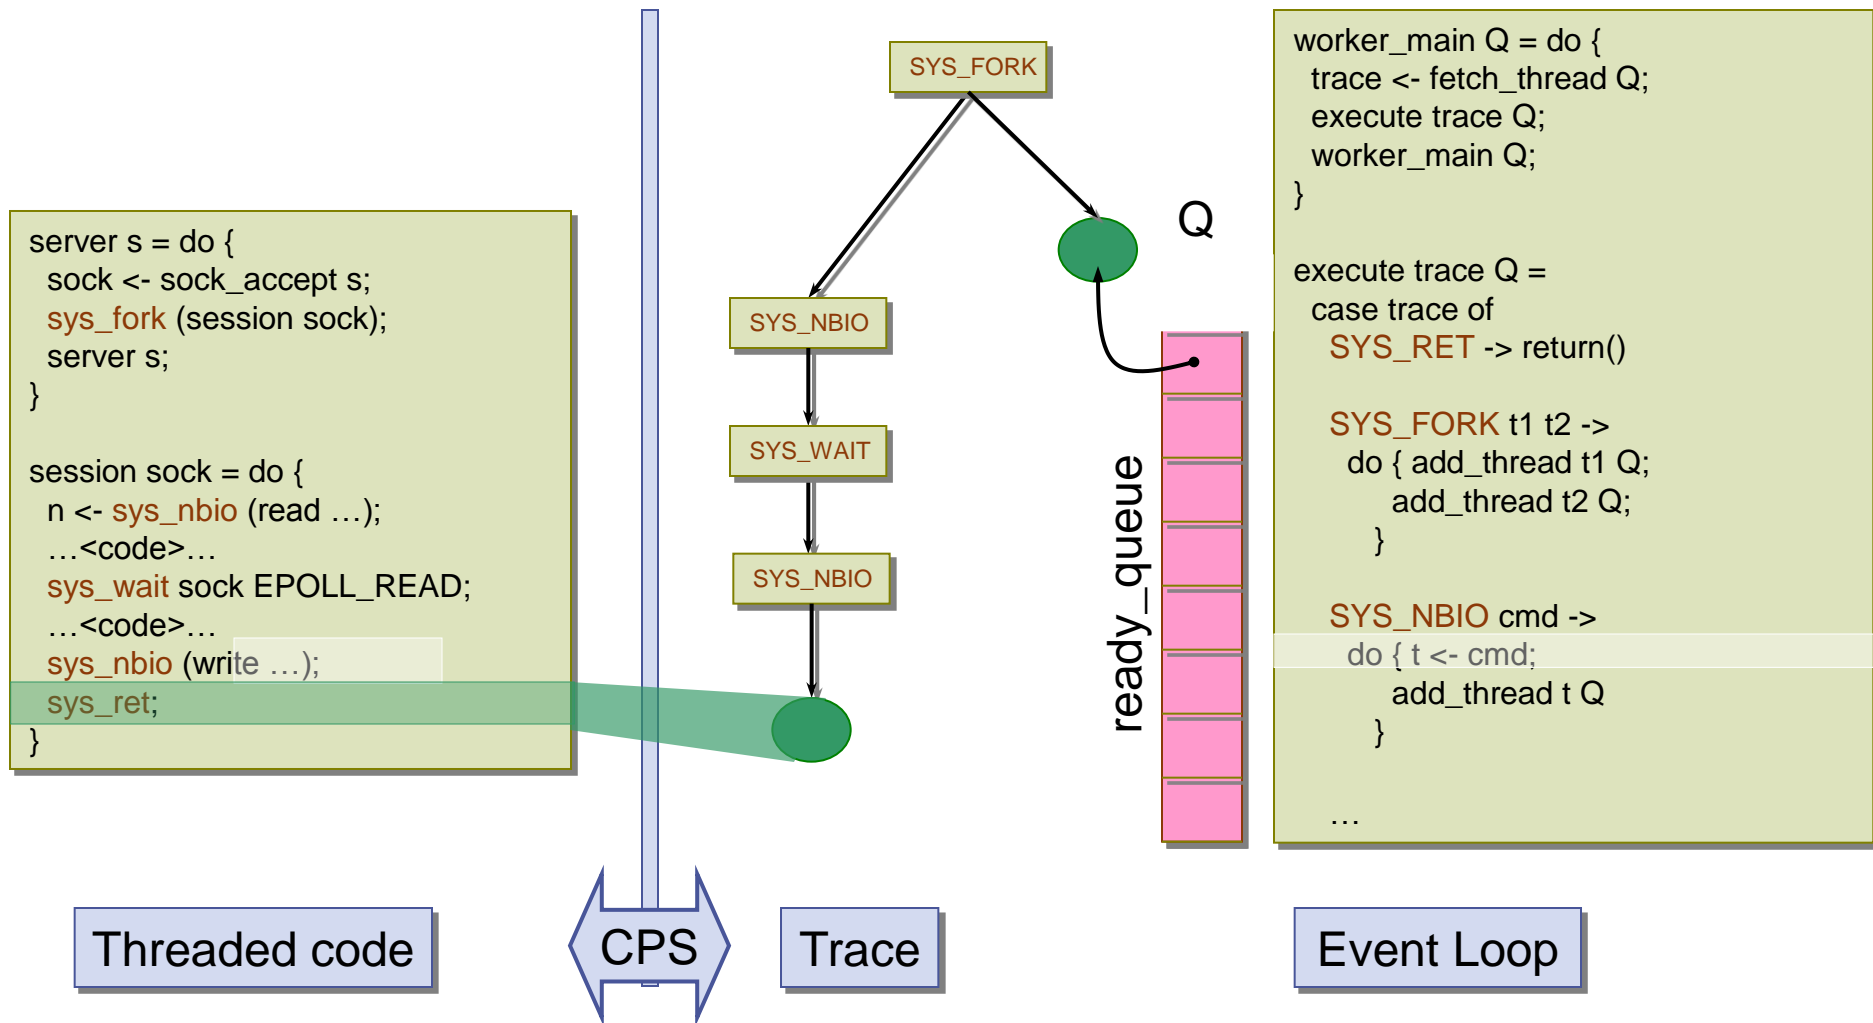 server s = do {
sock <- sock_accept s;
sys_fork (session sock);
server s;
}
session sock = do {
n <- sys_nbio (read …);
…<code>…
sys_wait sock EPOLL_READ;
…<code>…
sys_nbio (write …);
sys_ret;
}
Threaded code
CPS
SYS_FORK
SYS_NBIO
SYS_WAIT
SYS_NBIO
Trace
Q
ready_queue
worker_main Q = do {
trace <- fetch_thread Q;
execute trace Q;
worker_main Q;
}
execute trace Q =
case trace of
SYS_RET -> return()
SYS_FORK t1 t2 ->
do { add_thread t1 Q;
add_thread t2 Q;
}
SYS_NBIO cmd ->
do { t <- cmd;
add_thread t Q
}
…
Event Loop